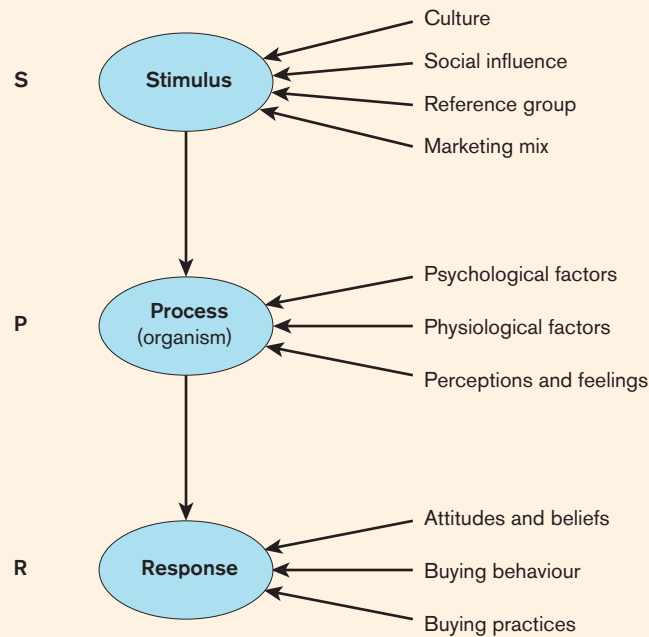 Culture
S
Stimulus
Social influence
Reference group
Marketing mix
Psychological factors
P
Process
(organism)
Physiological factors
Perceptions and feelings
Attitudes and beliefs
R
Response
Buying behaviour
Buying practices